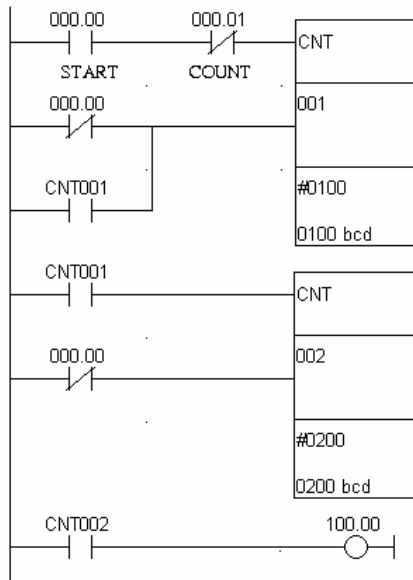 000.00 000.01
CNT
START COUNT
000.00
001
CNT001
#0100
0100 bcd
CNT001
CNT
000.00
002
#0200
0200 bcd
CNT002 100.00